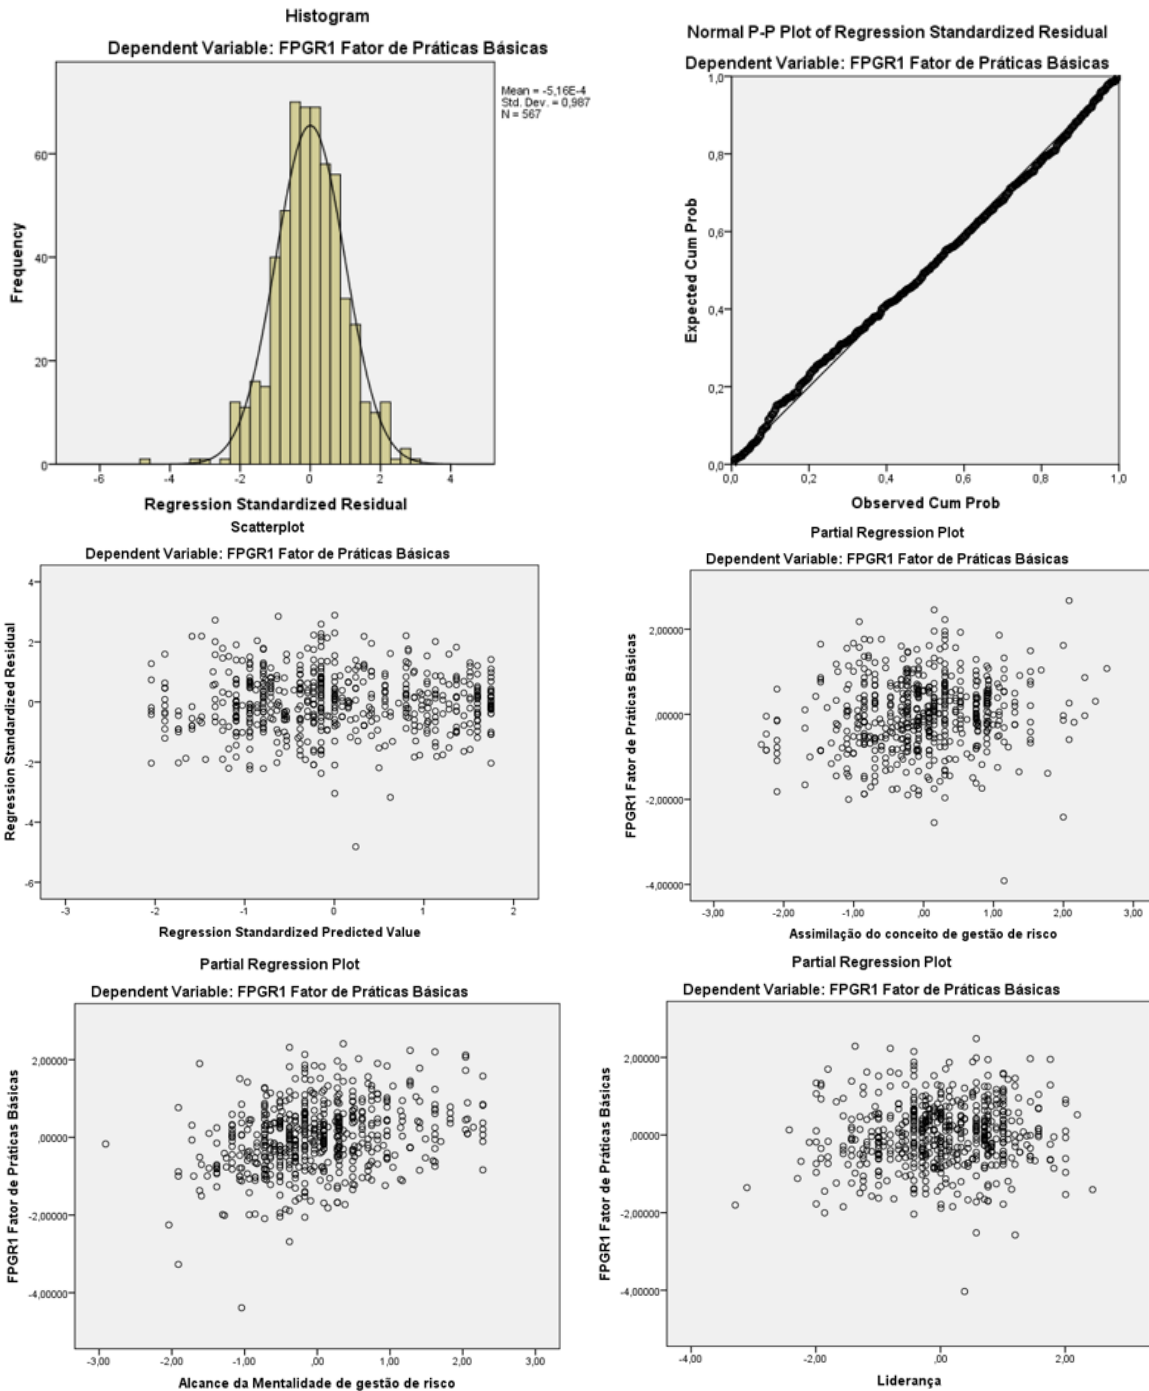 Histogram
Dependent Variable: FPGR1 Fator de Práticas Básicas
Mean = -5,16E-4
Std. Dev. = 0,987
N = 567
Frequency
60
40
20
0
-6 -4 -2 0 2 4
Regression Standardized Residual
Normal P-P Plot of Regression Standardized Residual
Dependent Variable: FPGR1 Fator de Práticas Básicas
Expected Cum Prob
1,0
0,8
0,6
0,4
0,2
0,0
0,0 0,2 0,4 0,6 0,8 1,0
Observed Cum Prob
Scatterplot
Dependent Variable: FPGR1 Fator de Práticas Básicas
Regression Standardized Residual
4
2
0
-2
-4
-6
-3 -2 -1 0 1 2
Regression Standardized Predicted Value
Partial Regression Plot
Dependent Variable: FPGR1 Fator de Práticas Básicas
FPGR1 Fator de Práticas Básicas
2,00000
,00000
-2,00000
-4,00000
-3,00 -2,00 -1,00 ,00 1,00 2,00 3,00
Assimilação do conceito de gestão de risco
Partial Regression Plot
Dependent Variable: FPGR1 Fator de Práticas Básicas
FPGR1 Fator de Práticas Básicas
2,00000
,00000
-2,00000
-4,00000
-3,00 -2,00 -1,00 ,00 1,00 2,00 3,00
Alcance da Mentalidade de gestão de risco
Partial Regression Plot
Dependent Variable: FPGR1 Fator de Práticas Básicas
FPGR1 Fator de Práticas Básicas
2,00000
,00000
-2,00000
-4,00000
-4,00 -2,00 ,00 2,00
Liderança